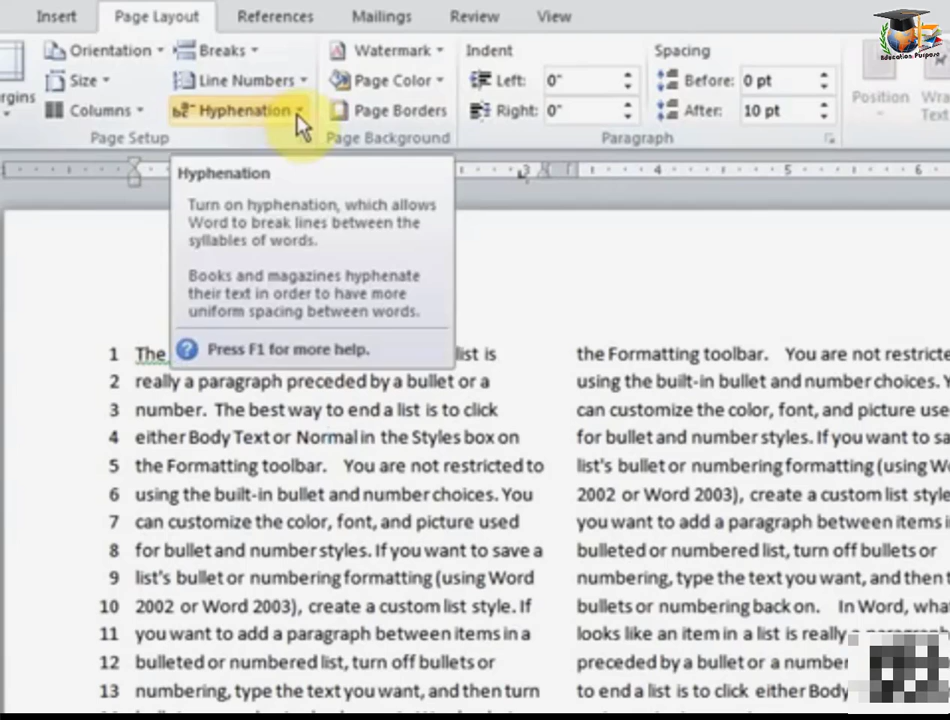 Insert Page Layout References Mailings Review View
Orientation Breaks Watermark Indent Spacing
Size Line Numbers Page Color Left: 0" Before: 0 pt Position
Columns Hyphenation Page Borders Right: 0" After: 10 pt
Page Setup Page Background Paragraph
Hyphenation
Turn on hyphenation, which allows
Word to break lines between the
syllables of words.
Books and magazines hyphenate
their text in order to have more
uniform spacing between words.
Press F1 for more help.
1 The list is
2 really a paragraph preceded by a bullet or a
3 number. The best way to end a list is to click
4 either Body Text or Normal in the Styles box on
5 the Formatting toolbar. You are not restricted to
6 using the built-in bullet and number choices. You
7 can customize the color, font, and picture used
8 for bullet and number styles. If you want to save a
9 list's bullet or numbering formatting (using Word
10 2002 or Word 2003), create a custom list style. If
11 you want to add a paragraph between items in a
12 bulleted or numbered list, turn off bullets or
13 numbering, type the text you want, and then turn
the Formatting toolbar. You are not
using the built-in bullet and number choices.
can customize the color, font, and picture
for bullet and number styles. If you want to
list's bullet or numbering formatting (using
2002 or Word 2003), create a custom list
you want to add a paragraph between items
bulleted or numbered list, turn off bullets or
numbering, type the text you want, and
bullets or numbering back on. In Word,
looks like an item in a list is really
preceded by a bullet or a number
to end a list is to click either Body
Education Purpose